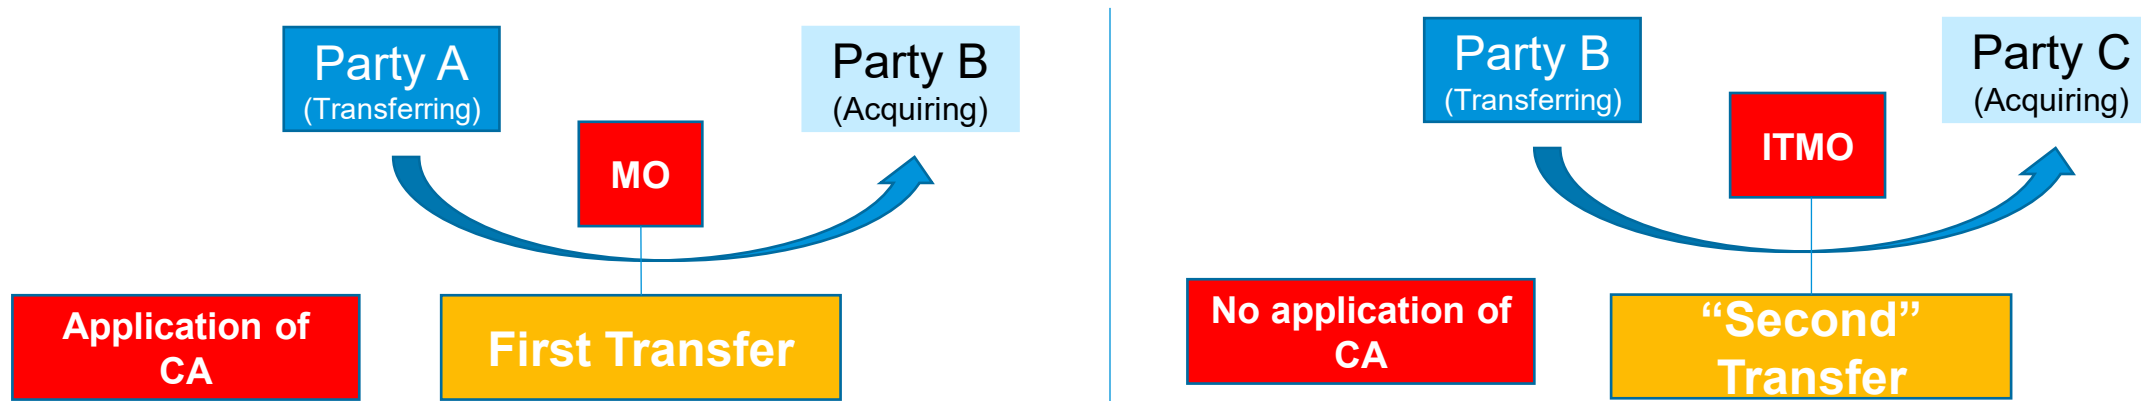 Party A
(Transferring)
Party B
(Acquiring)
MO
Application of
CA
First Transfer
Party B
(Transferring)
Party C
(Acquiring)
ITMO
No application of
CA
“Second”
Transfer